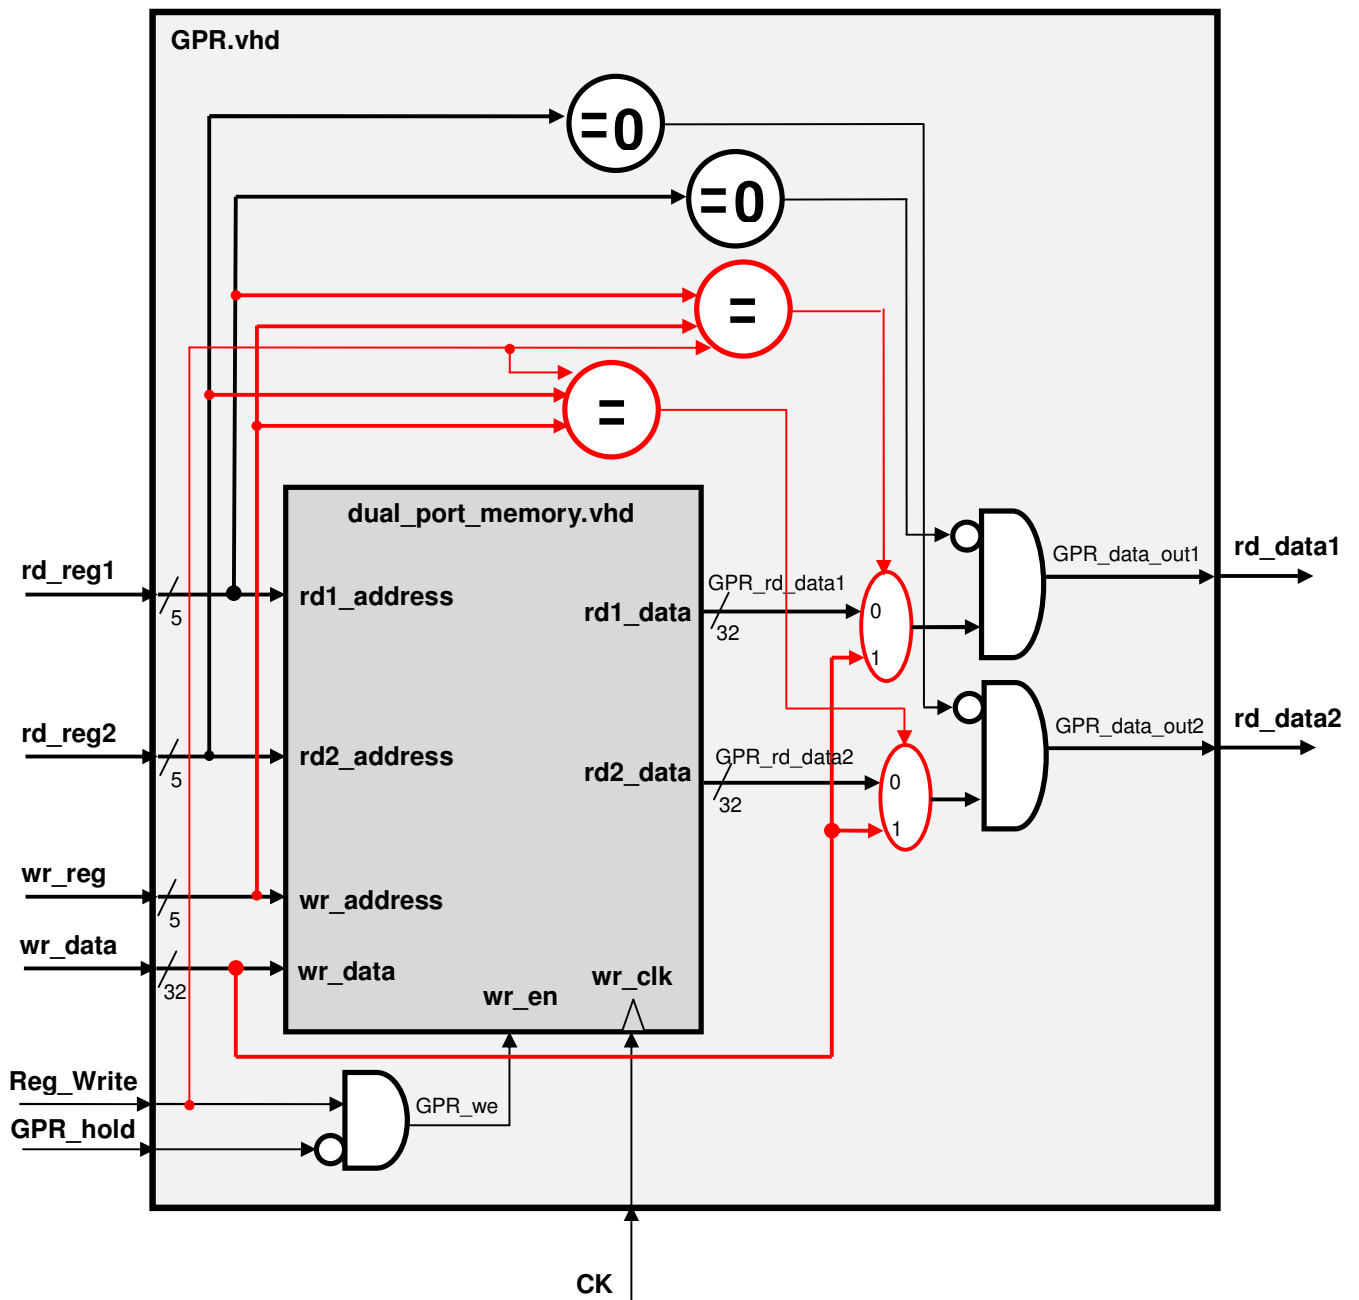 GPR.vhd
=0
=0
=
=
dual_port_memory.vhd
rd_reg1
5
rd1_address
rd1_data
GPR_rd_data1
32
0
1
GPR_data_out1
rd_data1
rd_reg2
5
rd2_address
rd2_data
GPR_rd_data2
32
0
1
GPR_data_out2
rd_data2
wr_reg
5
wr_address
wr_data
32
wr_data
wr_en
wr_clk
Reg_Write
GPR_hold
GPR_we
CK